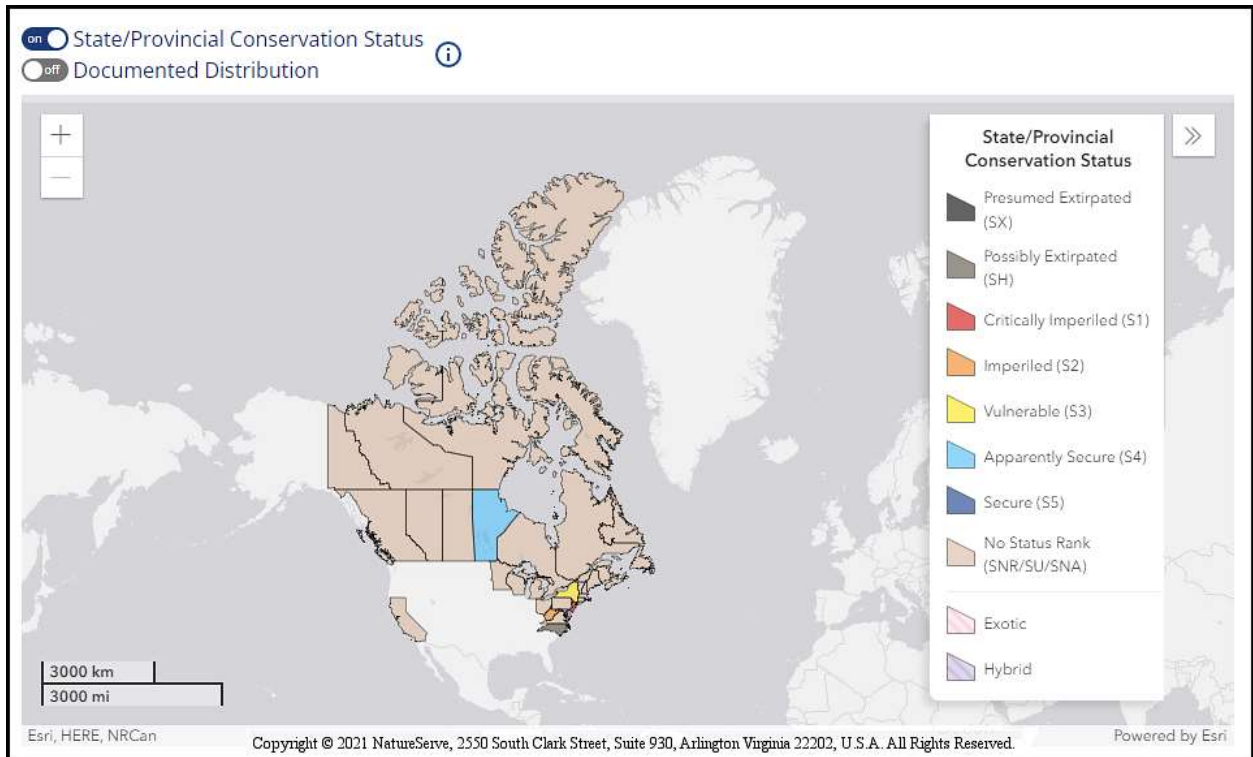 on State/Provincial Conservation Status
off Documented Distribution
+
State/Provincial
Conservation Status
Presumed Extirpated
(SX)
Possibly Extirpated
(SH)
Critically Imperiled (S1)
Imperiled (S2)
Vulnerable (S3)
Apparently Secure (S4)
Secure (S5)
No Status Rank
(SNR/SU/SNA)
Exotic
Hybrid
3000 km
3000 mi
Esri, HERE, NRCan
Copyright © 2021 NatureServe, 2550 South Clark Street, Suite 930, Arlington Virginia 22202, U.S.A. All Rights Reserved.
Powered by Esri